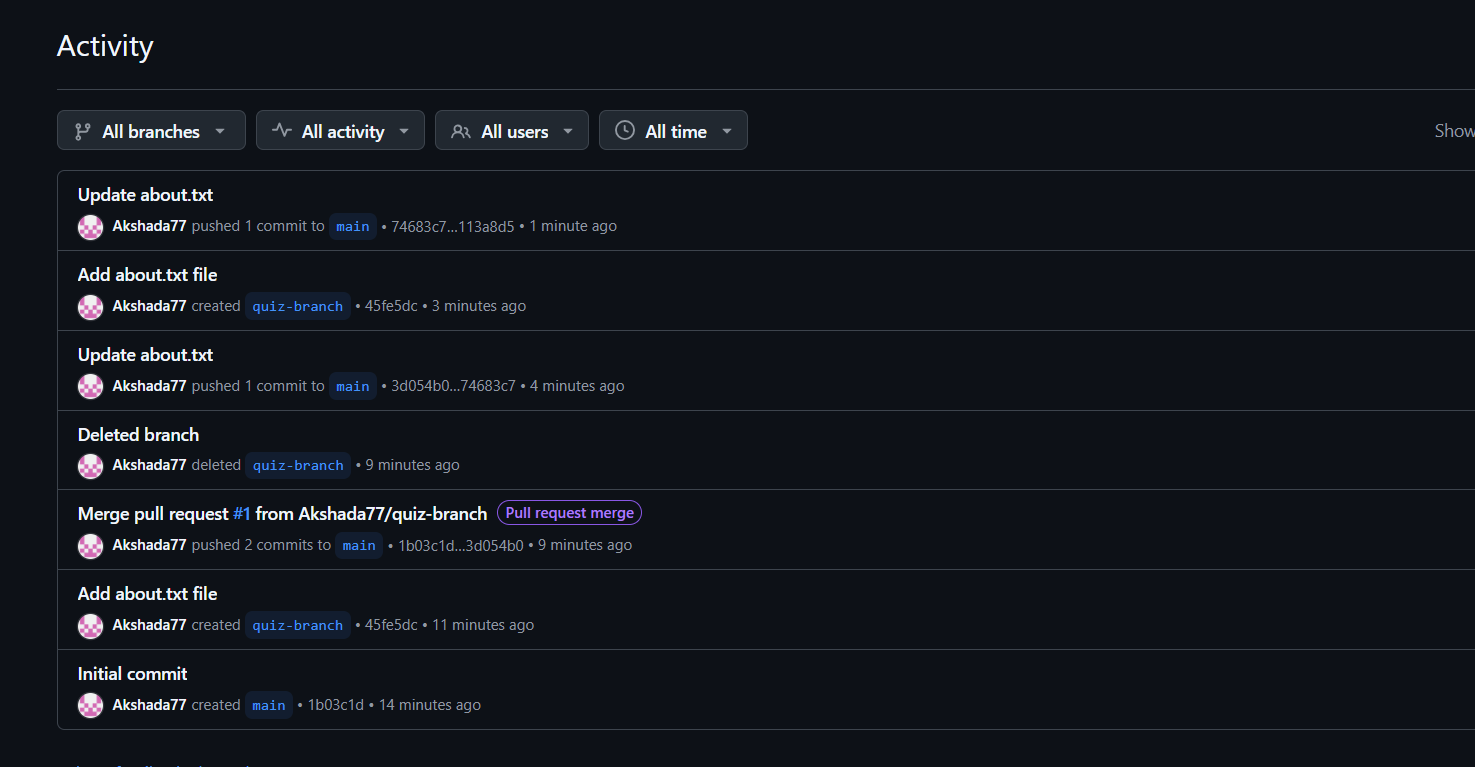 Activity
All branches All activity All users All time Show
Update about.txt
Akshada77 pushed 1 commit to main • 74683c7...113a8d5 • 1 minute ago
Add about.txt file
Akshada77 created quiz-branch • 45fe5dc • 3 minutes ago
Update about.txt
Akshada77 pushed 1 commit to main • 3d054b0...74683c7 • 4 minutes ago
Deleted branch
Akshada77 deleted quiz-branch • 9 minutes ago
Merge pull request #1 from Akshada77/quiz-branch Pull request merge
Akshada77 pushed 2 commits to main • 1b03c1d...3d054b0 • 9 minutes ago
Add about.txt file
Akshada77 created quiz-branch • 45fe5dc • 11 minutes ago
Initial commit
Akshada77 created main • 1b03c1d • 14 minutes ago